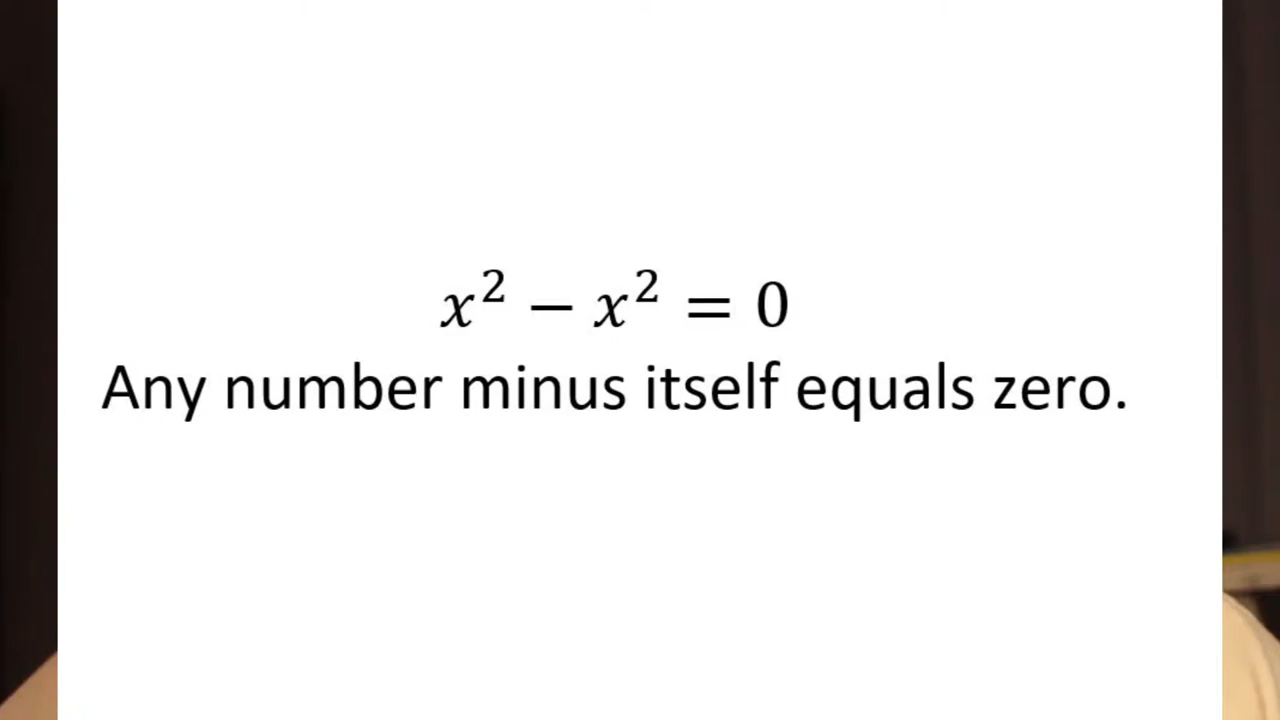 x² − x² = 0
Any number minus itself equals zero.